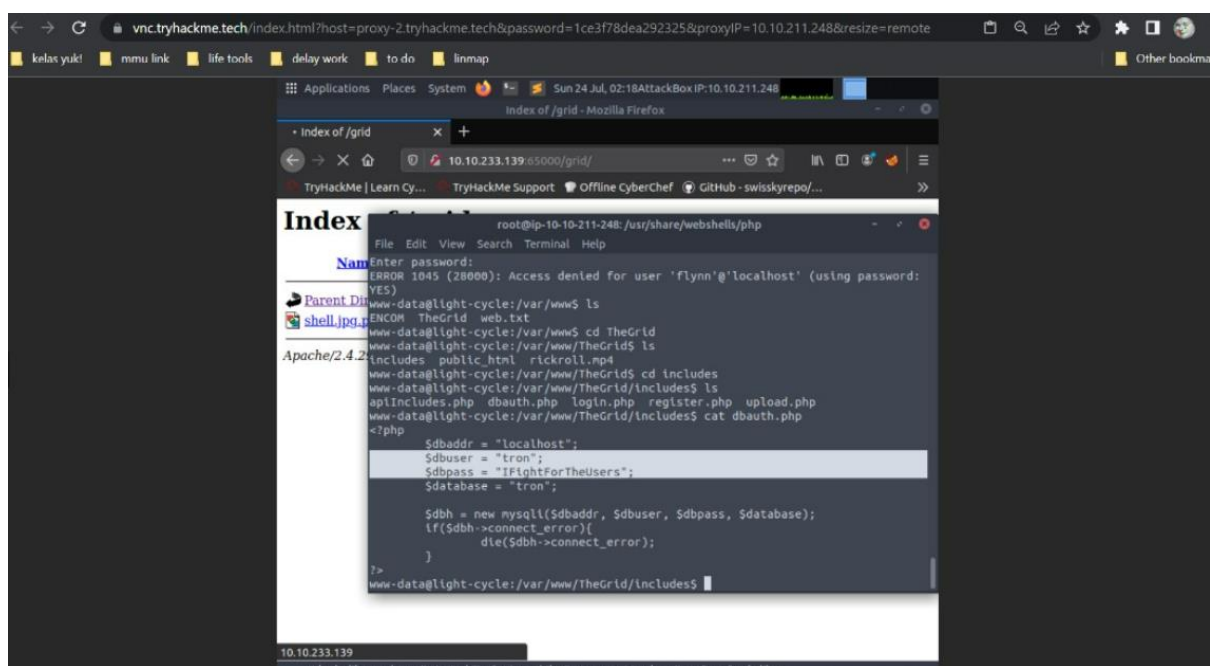 vnc.tryhackme.tech/index.html?host=proxy-2.tryhackme.tech&password=1ce3f78dea292325&proxyIP=10.10.211.248&resize=remote
kelas yuk! mmu link life tools delay work to do linmap Other bookma
Applications Places System Sun 24 Jul, 02:18 AttackBox IP:10.10.211.248
Index of /grid - Mozilla Firefox
• Index of /grid × +
10.10.233.139:65000/grid/
TryHackMe | Learn Cy... TryHackMe Support Offline CyberChef GitHub - swisskyrepo/... »
Index
root@ip-10-10-211-248: /usr/share/webshells/php
File Edit View Search Terminal Help
Nam
Enter password:
ERROR 1045 (28000): Access denied for user 'flynn'@'localhost' (using password:
YES)
Parent Dir
www-data@light-cycle:/var/www$ ls
shell.jpg.p
ENCOM TheGrid web.txt
www-data@light-cycle:/var/www$ cd TheGrid
www-data@light-cycle:/var/www/TheGrid$ ls
Apache/2.4.2
includes public_html rickroll.mp4
www-data@light-cycle:/var/www/TheGrid$ cd includes
www-data@light-cycle:/var/www/TheGrid/includes$ ls
apiIncludes.php dbauth.php login.php register.php upload.php
www-data@light-cycle:/var/www/TheGrid/includes$ cat dbauth.php
<?php
$dbaddr = "localhost";
$dbuser = "tron";
$dbpass = "IFightForTheUsers";
$database = "tron";
$dbh = new mysqli($dbaddr, $dbuser, $dbpass, $database);
if($dbh->connect_error){
die($dbh->connect_error);
}
?>
www-data@light-cycle:/var/www/TheGrid/includes$
10.10.233.139